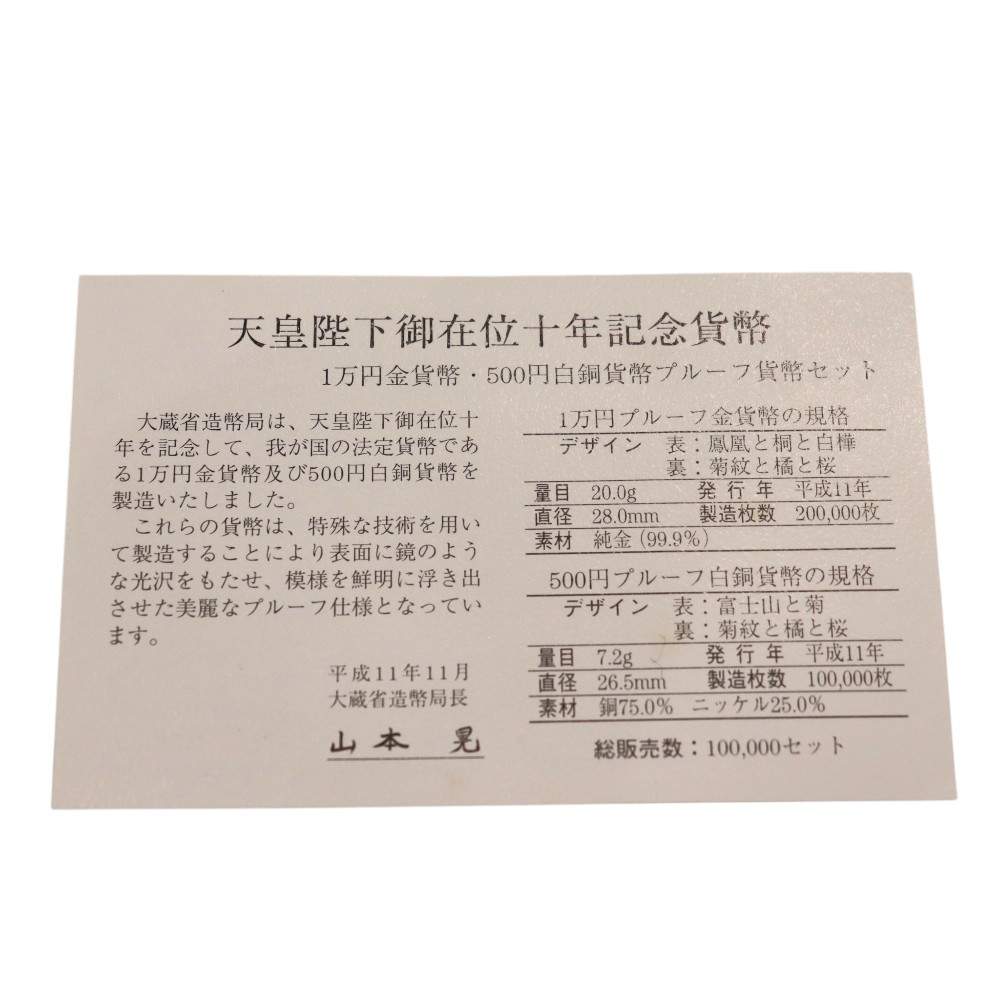 天皇陛下御在位十年記念貨幣
1万円金貨幣・500円白銅貨幣プルーフ貨幣セット
大蔵省造幣局は、天皇陛下御在位十
年を記念して、我が国の法定貨幣であ
る1万円金貨幣及び500円白銅貨幣を
製造いたしました。
これらの貨幣は、特殊な技術を用い
て製造することにより表面に鏡のよう
な光沢をもたせ、模様を鮮明に浮き出
させた美麗なプルーフ仕様となってい
ます。
平成11年11月
大蔵省造幣局長
山本 晃
1万円プルーフ金貨幣の規格
デザイン 表：鳳凰と桐と白樺
裏：菊紋と橘と桜
量目 20.0g 発行年 平成11年
直径 28.0mm 製造枚数 200,000枚
素材 純金(99.9%)
500円プルーフ白銅貨幣の規格
デザイン 表：富士山と菊
裏：菊紋と橘と桜
量目 7.2g 発行年 平成11年
直径 26.5mm 製造枚数 100,000枚
素材 銅75.0% ニッケル25.0%
総販売数：100,000セット